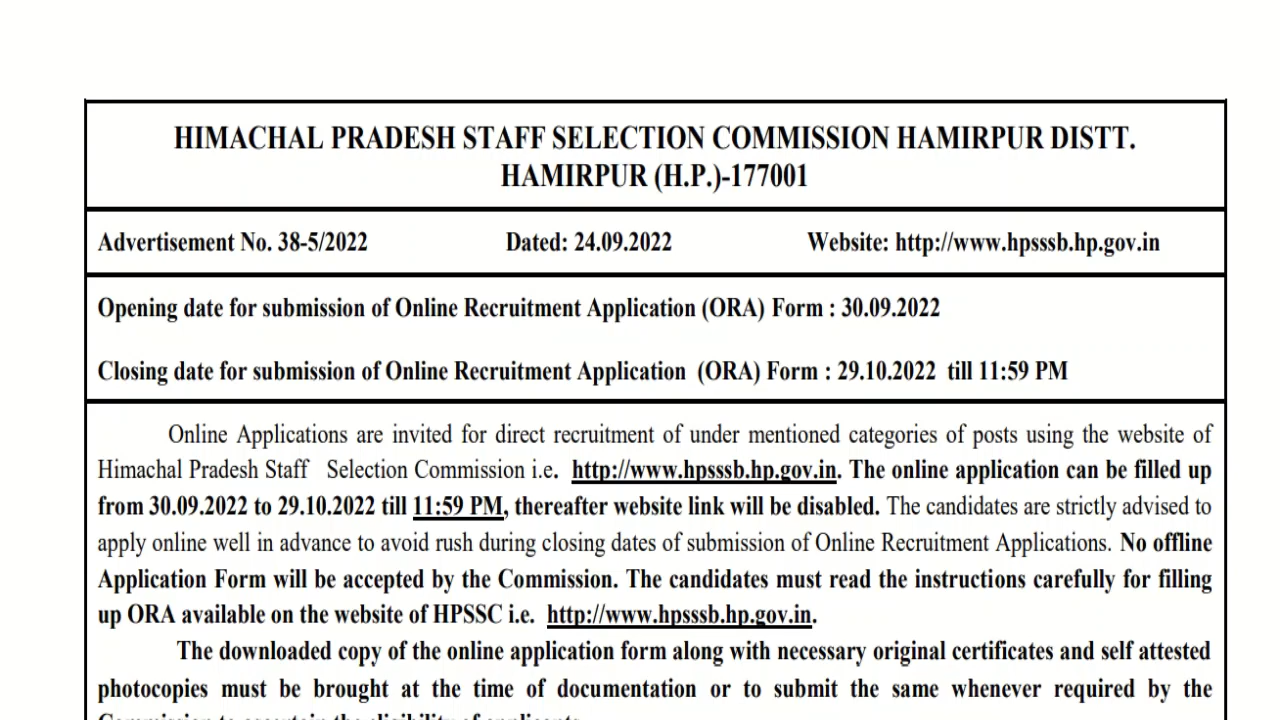 HIMACHAL PRADESH STAFF SELECTION COMMISSION HAMIRPUR DISTT.
HAMIRPUR (H.P.)-177001
Advertisement No. 38-5/2022 Dated: 24.09.2022 Website: http://www.hpsssb.hp.gov.in
Opening date for submission of Online Recruitment Application (ORA) Form : 30.09.2022
Closing date for submission of Online Recruitment Application (ORA) Form : 29.10.2022 till 11:59 PM
Online Applications are invited for direct recruitment of under mentioned categories of posts using the website of
Himachal Pradesh Staff Selection Commission i.e. http://www.hpsssb.hp.gov.in. The online application can be filled up
from 30.09.2022 to 29.10.2022 till 11:59 PM, thereafter website link will be disabled. The candidates are strictly advised to
apply online well in advance to avoid rush during closing dates of submission of Online Recruitment Applications. No offline
Application Form will be accepted by the Commission. The candidates must read the instructions carefully for filling
up ORA available on the website of HPSSC i.e. http://www.hpsssb.hp.gov.in.
The downloaded copy of the online application form along with necessary original certificates and self attested
photocopies must be brought at the time of documentation or to submit the same whenever required by the
Commission to ascertain the eligibility of applicants.